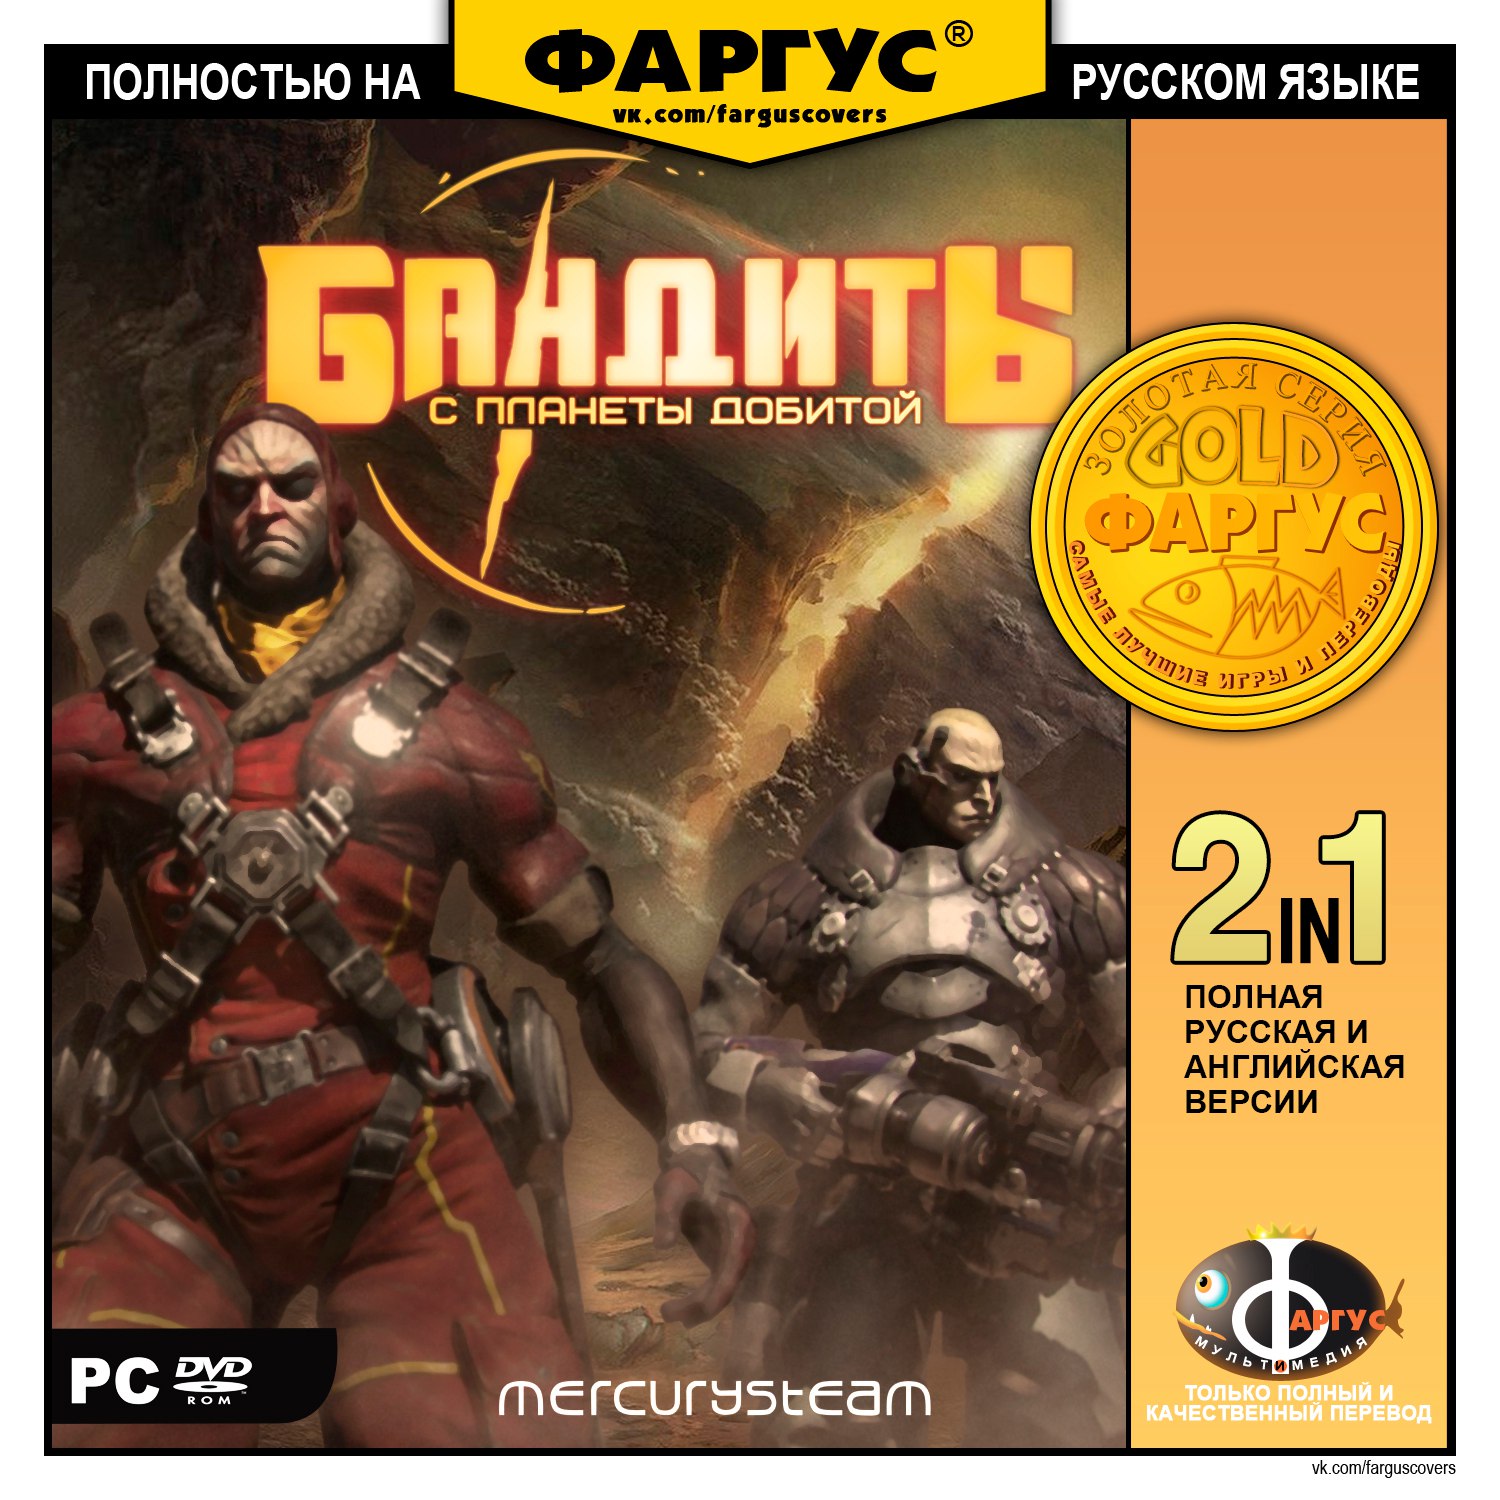 ФАРГУС®
vk.com/farguscovers
ПОЛНОСТЬЮ НА РУССКОМ ЯЗЫКЕ
БАНДИТЫ
С ПЛАНЕТЫ ДОБИТОЙ
ЗОЛОТАЯ СЕРИЯ
GOLD
ФАРГУС
САМЫЕ ЛУЧШИЕ ИГРЫ И ПЕРЕВОДЫ
2IN1
ПОЛНАЯ
РУССКАЯ И
АНГЛИЙСКАЯ
ВЕРСИИ
ФАРГУС
МУЛЬТИМЕДИЯ
ТОЛЬКО ПОЛНЫЙ И
КАЧЕСТВЕННЫЙ ПЕРЕВОД
PC DVD
ROM
mercurysteam
vk.com/farguscovers